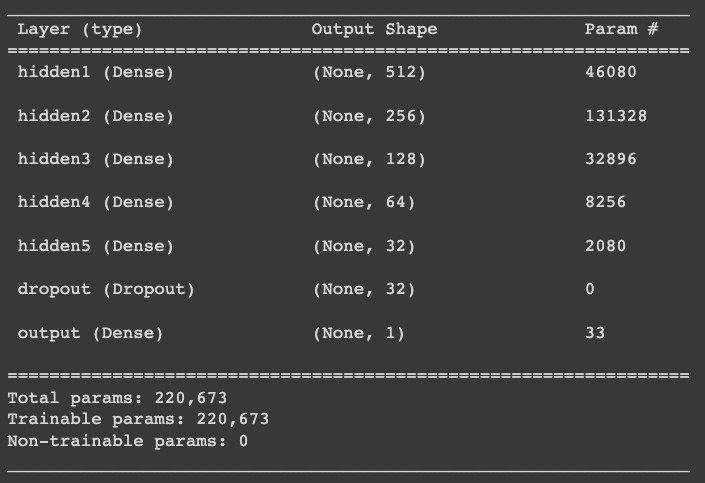 Layer (type) Output Shape Param #
=================================================================
hidden1 (Dense) (None, 512) 46080
hidden2 (Dense) (None, 256) 131328
hidden3 (Dense) (None, 128) 32896
hidden4 (Dense) (None, 64) 8256
hidden5 (Dense) (None, 32) 2080
dropout (Dropout) (None, 32) 0
output (Dense) (None, 1) 33
=================================================================
Total params: 220,673
Trainable params: 220,673
Non-trainable params: 0